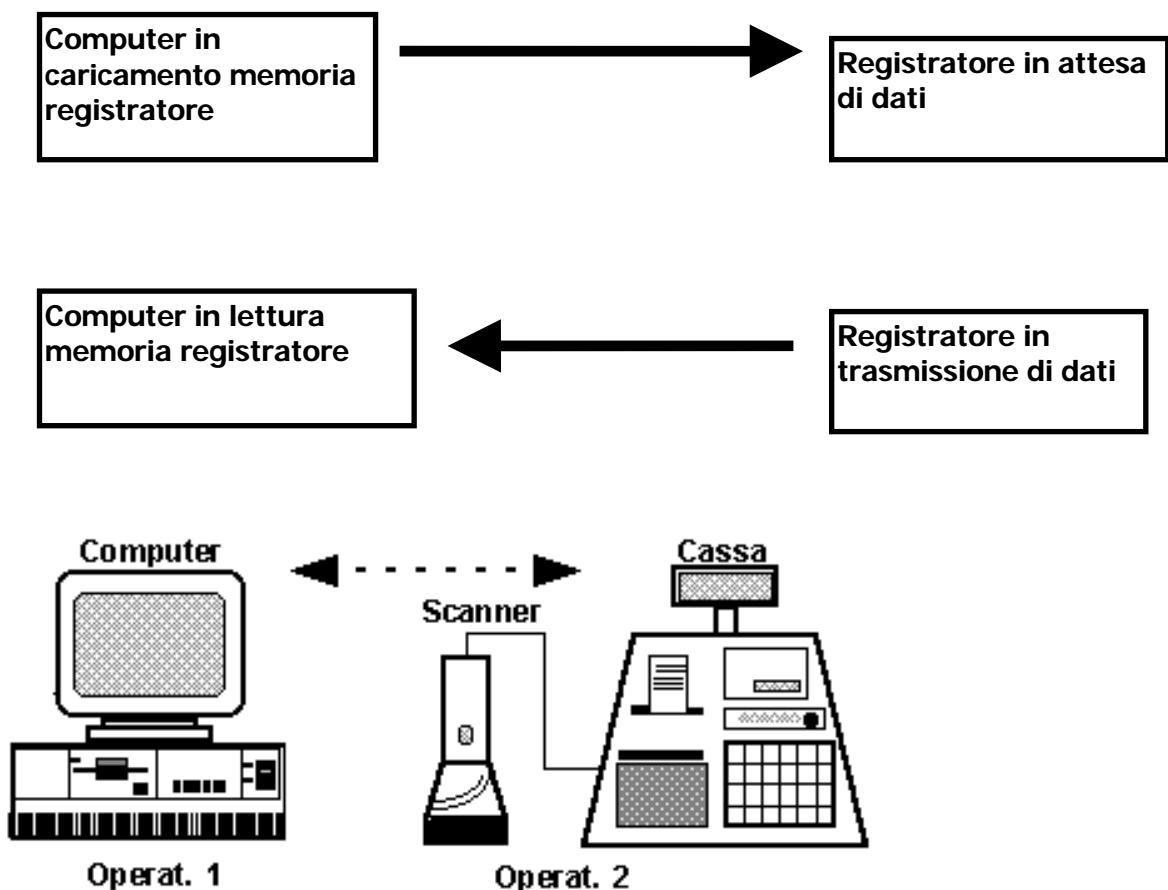 Computer in
caricamento memoria
registratore
Registratore in attesa
di dati
Computer in lettura
memoria registratore
Registratore in
trasmissione di dati
Computer
Cassa
Scanner
Operat. 1
Operat. 2